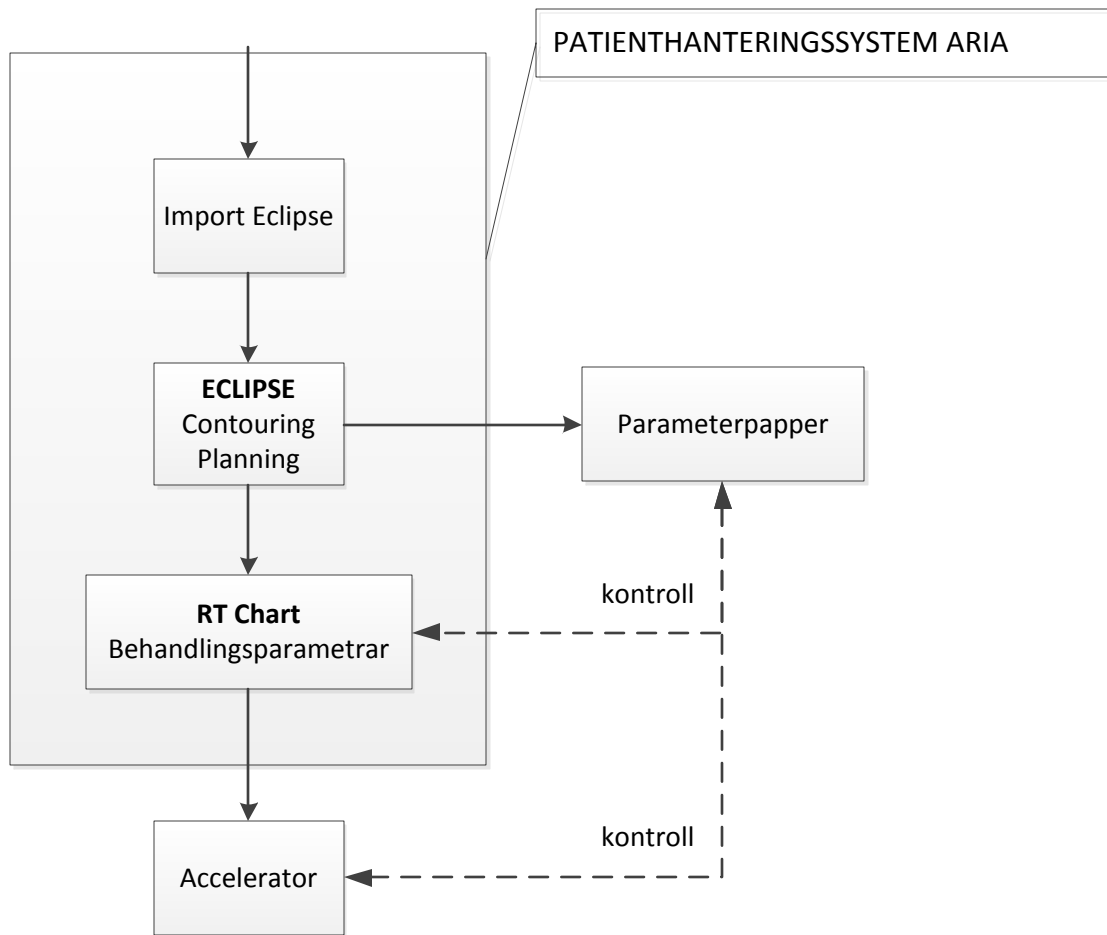 PATIENTHANTERINGSSYSTEM ARIA
Import Eclipse
ECLIPSE
Contouring
Planning
Parameterpapper
kontroll
RT Chart
Behandlingsparametrar
kontroll
Accelerator